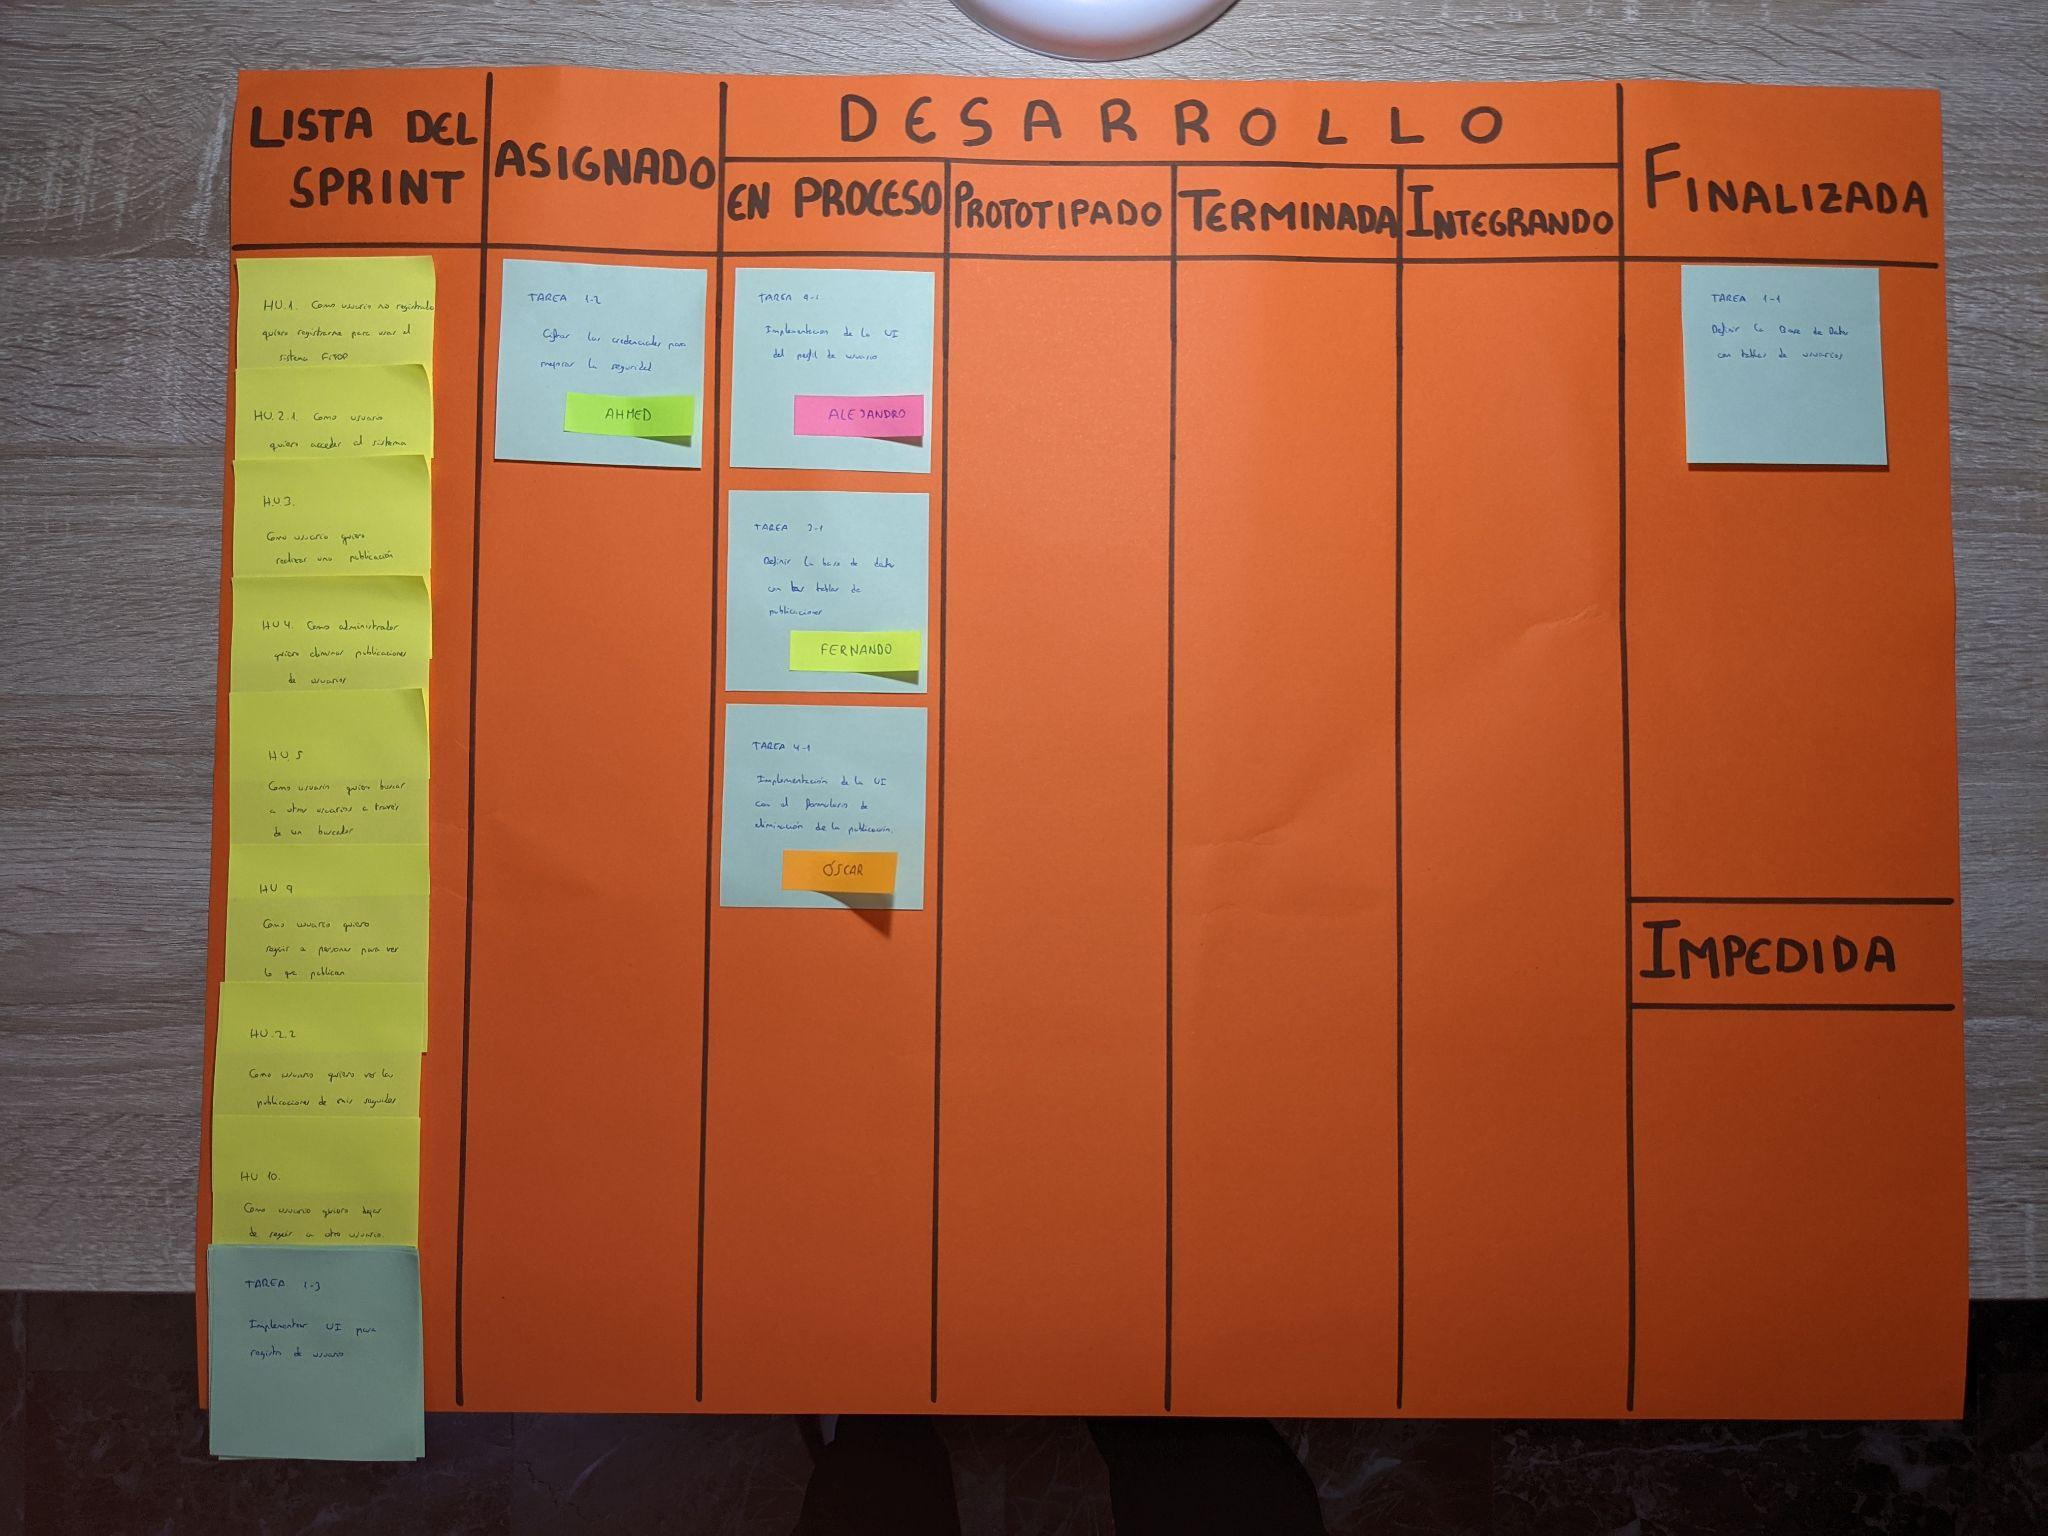 LISTA DEL
SPRINT
ASIGNADO
DESARROLLO
EN PROCESO
PROTOTIPADO
TERMINADA
INTEGRANDO
FINALIZADA
HU.1. Como usuario no registrado
quiero registrarme para usar el
sistema FITOP
HU.2.1. Como usuario
quiero acceder al sistema
HU3.
Como usuario quiero
realizar una publicación
HU4. Como administrador
quiero eliminar publicaciones
de usuarios
HU.5
Como usuario quiero buscar
a otros usuarios a través
de un buscador
HU 9
Como usuario quiero
seguir a personas para ver
lo que publican
HU.2.2
Como usuario quiero ver las
publicaciones de mis seguidos
HU 10.
Como usuario quiero dejar
de seguir a otro usuario.
TAREA 1-3
Implementar UI para
registro de usuario
TAREA 1-2
Cifrar las credenciales para
mejorar la seguridad
AHMED
TAREA
Implementación de la UI
del perfil de usuario
ALEJANDRO
TAREA 3-1
Definir la base de datos
con las tablas de
publicaciones
FERNANDO
TAREA 4-1
Implementación de la UI
con el formulario de
eliminación de la publicación.
ÓSCAR
TAREA 1-1
Definir la Base de Datos
con tablas de usuarios
IMPEDIDA